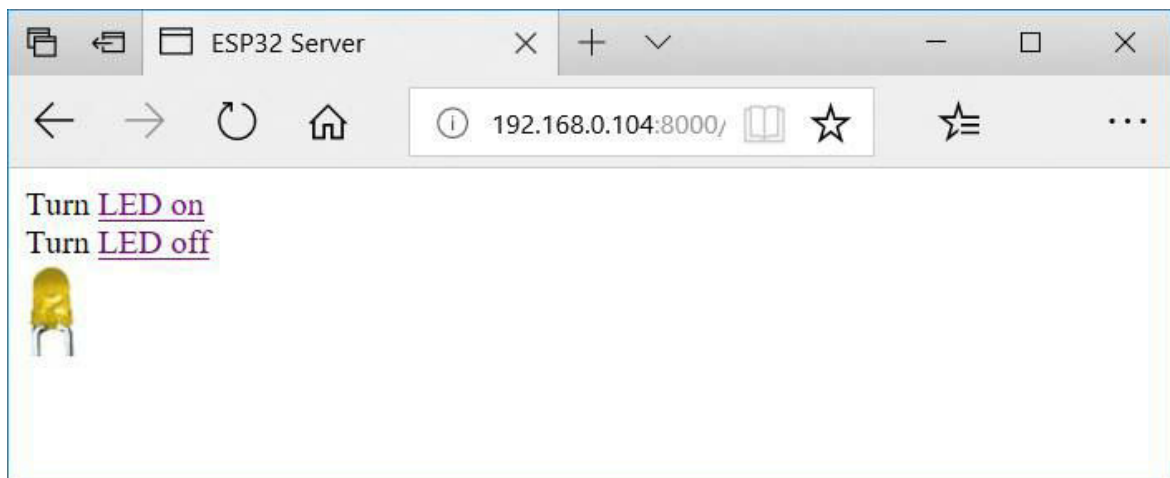 ESP32 Server
192.168.0.104:8000/
Turn LED on
Turn LED off